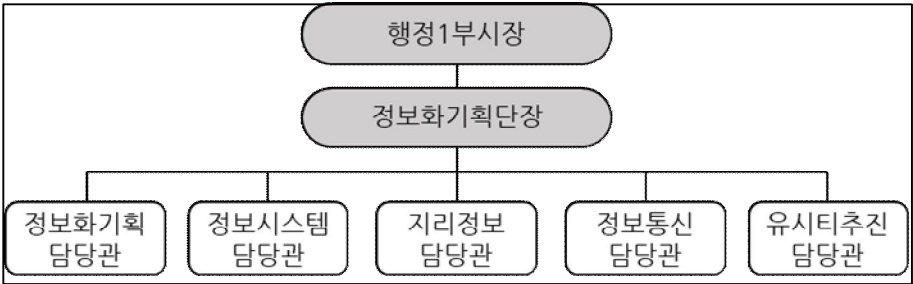 행정1부시장
정보화기획단장
정보화기획
담당관
정보시스템
담당관
지리정보
담당관
정보통신
담당관
유시티추진
담당관